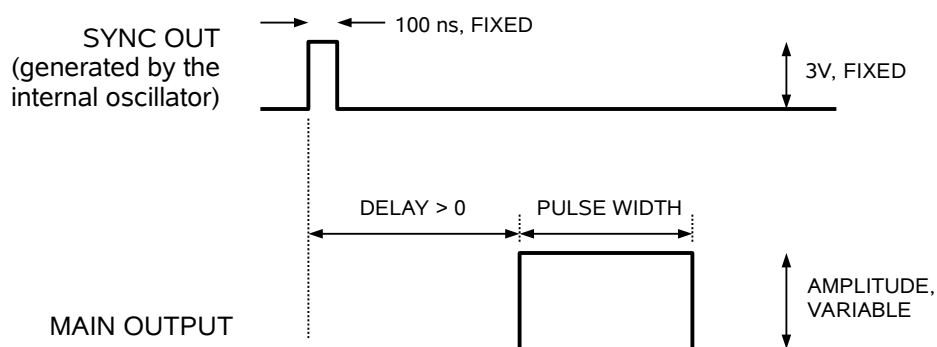 SYNC OUT
(generated by the
internal oscillator)
100 ns, FIXED
3V, FIXED
DELAY > 0
PULSE WIDTH
MAIN OUTPUT
AMPLITUDE,
VARIABLE